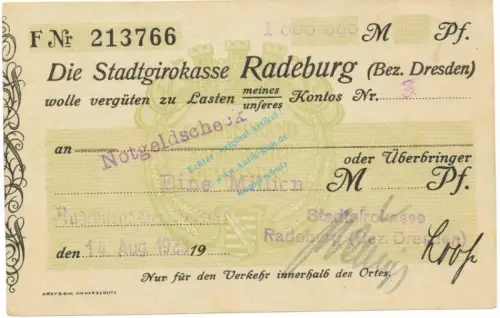 1 000 000 M Pf.
F Nr 213766
Die Stadtgirokasse Radeburg (Bez. Dresden)
wolle vergüten zu Lasten meines unseres Kontos Nr.
Notgeldscheck
an
oder Überbringer
Eine Million M Pf.
Stadtgirokasse
Radeburg (Bez. Dresden)
den 14 Aug 1923 19
Nur für den Verkehr innerhalb des Ortes.